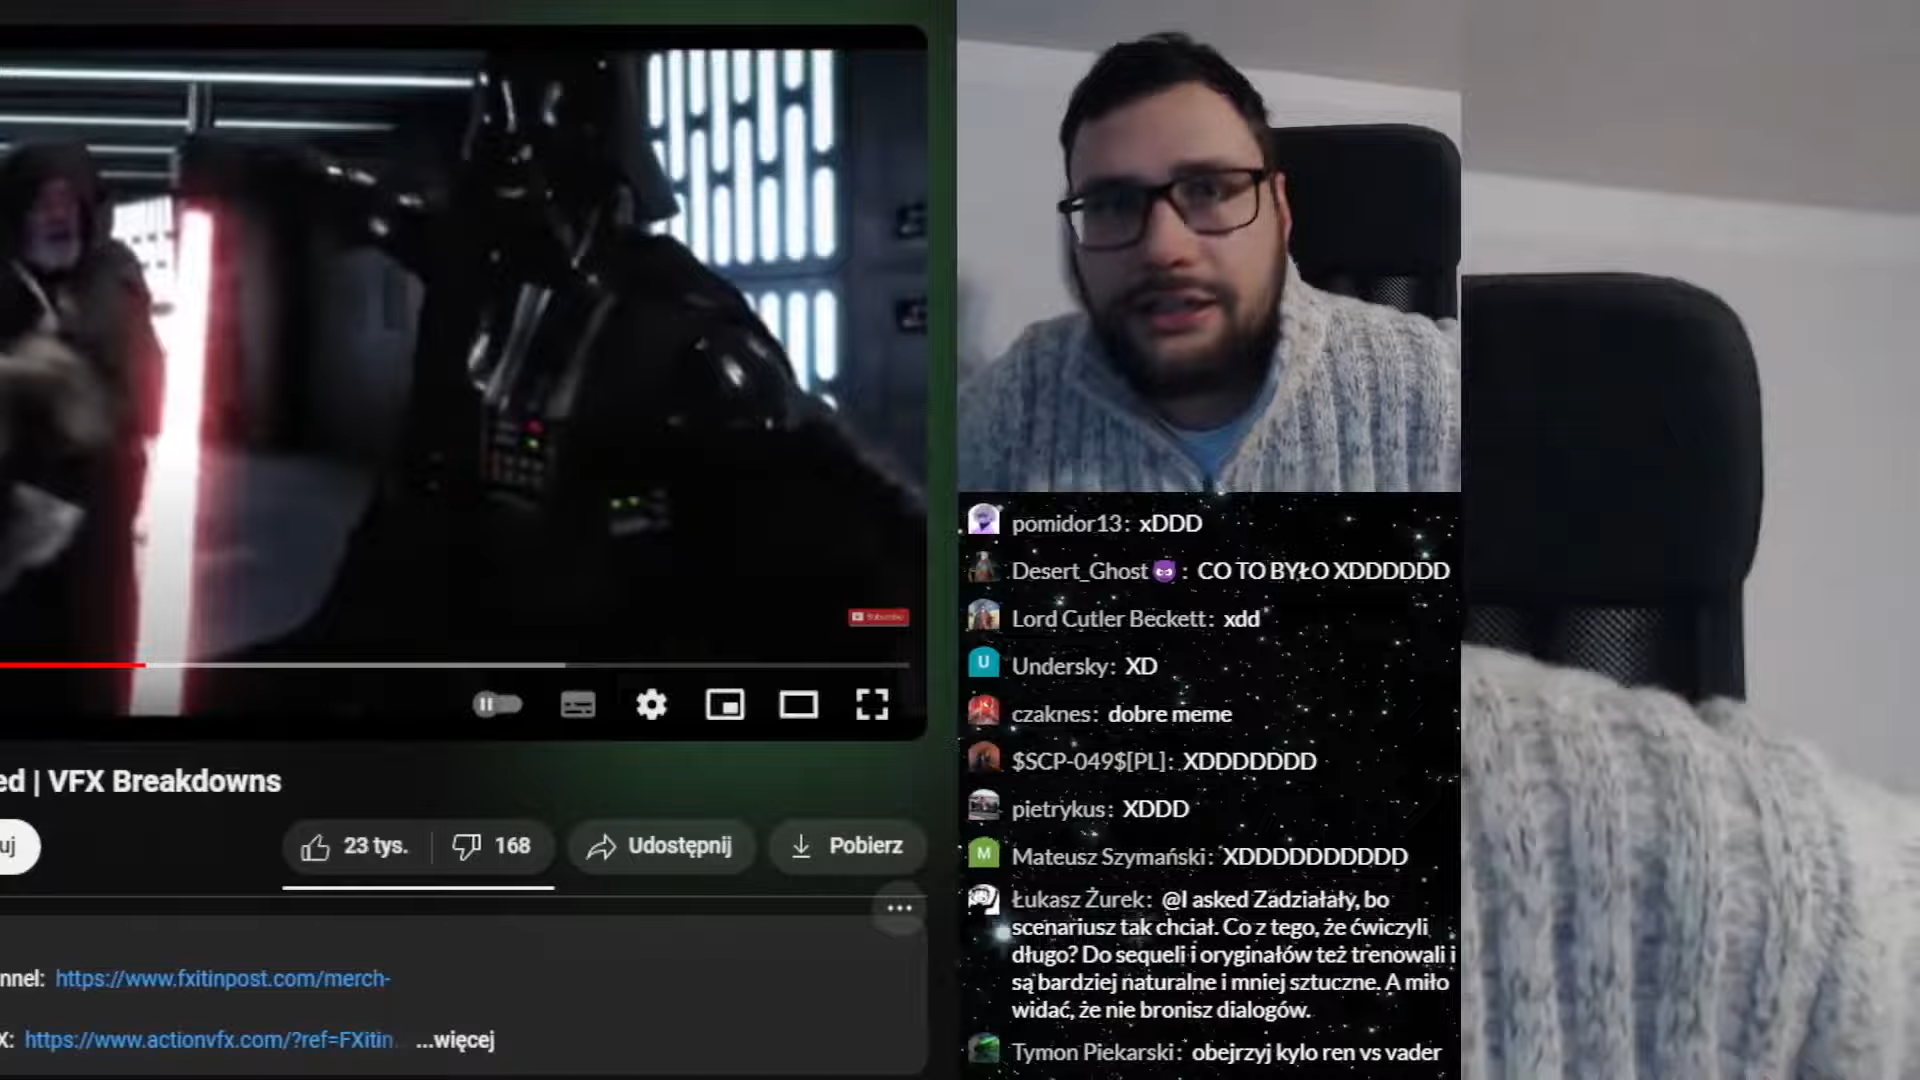 Subscribe
ed | VFX Breakdowns
uj
23 tys.
168
Udostępnij
Pobierz
nnel: https://www.fxitinpost.com/merch-
X: https://www.actionvfx.com/?ref=FXitin... ...więcej
pomidor13: xDDD
Desert_Ghost😈: CO TO BYŁO XDDDDDD
Lord Cutler Beckett: xdd
U
Undersky: XD
czaknes: dobre meme
$SCP-049$[PL]: XDDDDDDD
pietrykus: XDDD
M
Mateusz Szymański: XDDDDDDDDDD
Łukasz Żurek: @I asked Zadziałały, bo
scenariusz tak chciał. Co z tego, że ćwiczyli
długo? Do sequeli i oryginałów też trenowali i
są bardziej naturalne i mniej sztuczne. A miło
widać, że nie bronisz dialogów.
Tymon Piekarski: obejrzyj kylo ren vs vader